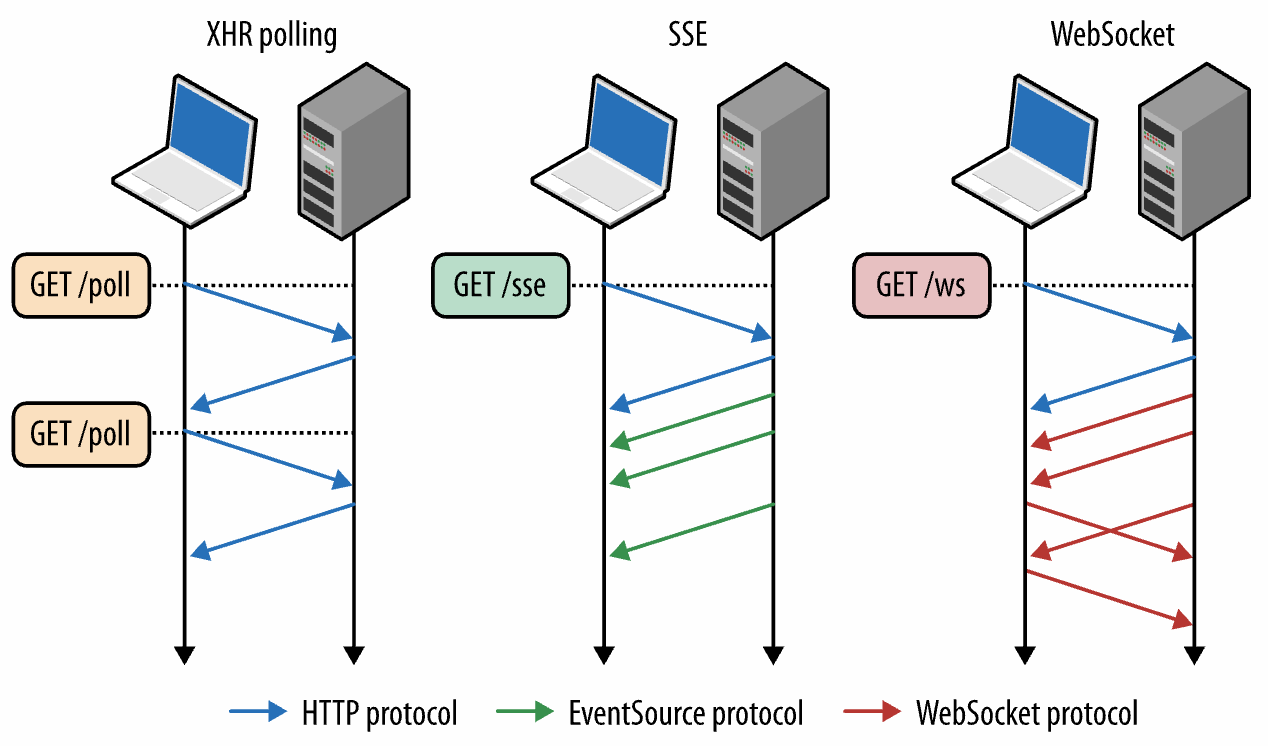 XHR polling
SSE
WebSocket
GET /poll
GET /sse
GET /ws
GET /poll
HTTP protocol
EventSource protocol
WebSocket protocol